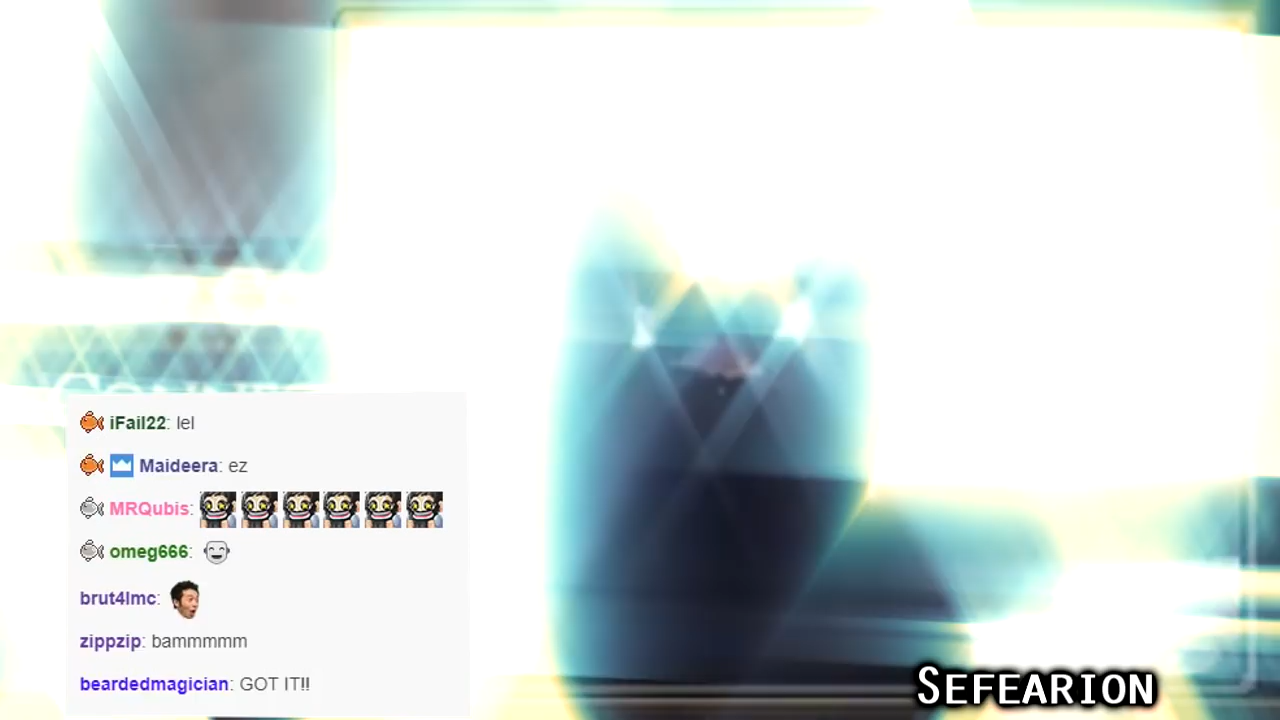 iFail22: lel
Maideera: ez
MRQubis:
omeg666:
brut4lmc:
zippzip: bammmmm
beardedmagician: GOT IT!!
SEFEARION